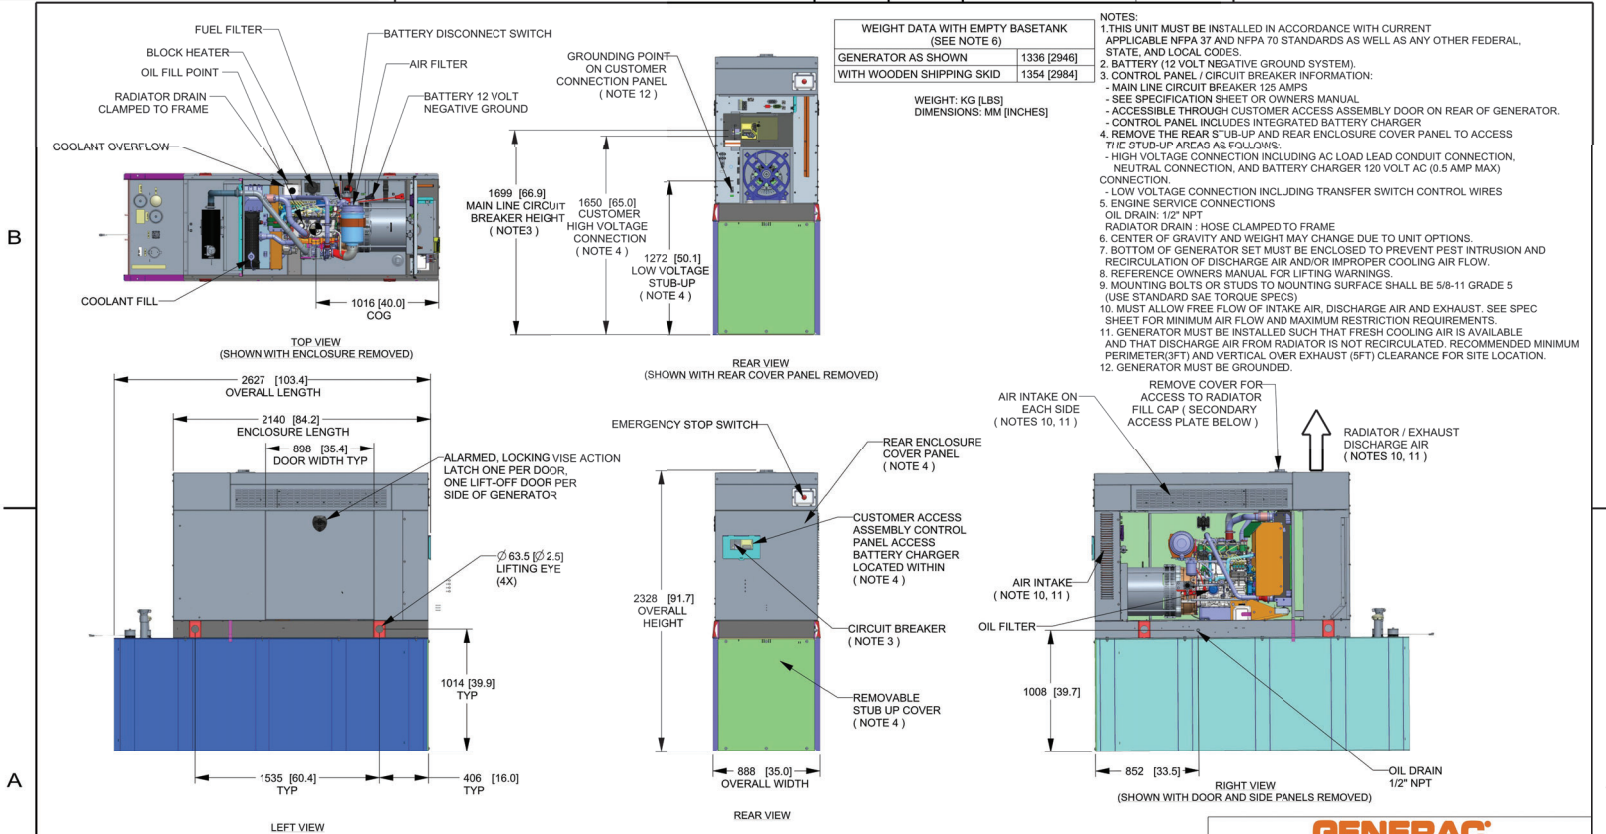 FUEL FILTER
BLOCK HEATER
OIL FILL POINT
RADIATOR DRAIN
CLAMPED TO FRAME
COOLANT OVERFLOW
BATTERY DISCONNECT SWITCH
AIR FILTER
BATTERY 12 VOLT
NEGATIVE GROUND
COOLANT FILL
1016 [40.0]
COG
TOP VIEW
(SHOWN WITH ENCLOSURE REMOVED)
GROUNDING POINT
ON CUSTOMER
CONNECTION PANEL
( NOTE 12 )
1699 [66.9]
MAIN LINE CIRCUIT
BREAKER HEIGHT
( NOTE3 )
1650 [65.0]
CUSTOMER
HIGH VOLTAGE
CONNECTION
( NOTE 4 )
1272 [50.1]
LOW VOLTAGE
STUB-UP
( NOTE 4 )
REAR VIEW
(SHOWN WITH REAR COVER PANEL REMOVED)
WEIGHT DATA WITH EMPTY BASETANK
(SEE NOTE 6)
GENERATOR AS SHOWN 1336 [2946]
WITH WOODEN SHIPPING SKID 1354 [2984]
WEIGHT: KG [LBS]
DIMENSIONS: MM [INCHES]
NOTES:
1.THIS UNIT MUST BE INSTALLED IN ACCORDANCE WITH CURRENT
APPLICABLE NFPA 37 AND NFPA 70 STANDARDS AS WELL AS ANY OTHER FEDERAL,
STATE, AND LOCAL CODES.
2. BATTERY (12 VOLT NEGATIVE GROUND SYSTEM).
3. CONTROL PANEL / CIRCUIT BREAKER INFORMATION:
- MAIN LINE CIRCUIT BREAKER 125 AMPS
- SEE SPECIFICATION SHEET OR OWNERS MANUAL
- ACCESSIBLE THROUGH CUSTOMER ACCESS ASSEMBLY DOOR ON REAR OF GENERATOR.
- CONTROL PANEL INCLUDES INTEGRATED BATTERY CHARGER
4. REMOVE THE REAR STUB-UP AND REAR ENCLOSURE COVER PANEL TO ACCESS
THE STUB-UP AREAS AS FOLLOWS:
- HIGH VOLTAGE CONNECTION INCLUDING AC LOAD LEAD CONDUIT CONNECTION,
NEUTRAL CONNECTION, AND BATTERY CHARGER 120 VOLT AC (0.5 AMP MAX)
CONNECTION.
- LOW VOLTAGE CONNECTION INCLUDING TRANSFER SWITCH CONTROL WIRES
5. ENGINE SERVICE CONNECTIONS
OIL DRAIN: 1/2" NPT
RADIATOR DRAIN : HOSE CLAMPED TO FRAME
6. CENTER OF GRAVITY AND WEIGHT MAY CHANGE DUE TO UNIT OPTIONS.
7. BOTTOM OF GENERATOR SET MUST BE ENCLOSED TO PREVENT PEST INTRUSION AND
RECIRCULATION OF DISCHARGE AIR AND/OR IMPROPER COOLING AIR FLOW.
8. REFERENCE OWNERS MANUAL FOR LIFTING WARNINGS.
9. MOUNTING BOLTS OR STUDS TO MOUNTING SURFACE SHALL BE 5/8-11 GRADE 5
(USE STANDARD SAE TORQUE SPECS)
10. MUST ALLOW FREE FLOW OF INTAKE AIR, DISCHARGE AIR AND EXHAUST. SEE SPEC
SHEET FOR MINIMUM AIR FLOW AND MAXIMUM RESTRICTION REQUIREMENTS.
11. GENERATOR MUST BE INSTALLED SUCH THAT FRESH COOLING AIR IS AVAILABLE
AND THAT DISCHARGE AIR FROM RADIATOR IS NOT RECIRCULATED. RECOMMENDED MINIMUM
PERIMETER(3FT) AND VERTICAL OVER EXHAUST (5FT) CLEARANCE FOR SITE LOCATION.
12. GENERATOR MUST BE GROUNDED.
B
A
2627 [103.4]
OVERALL LENGTH
2140 [84.2]
ENCLOSURE LENGTH
898 [35.4]
DOOR WIDTH TYP
ALARMED, LOCKING VISE ACTION
LATCH ONE PER DOOR,
ONE LIFT-OFF DOOR PER
SIDE OF GENERATOR
Ø 63.5 [Ø 2.5]
LIFTING EYE
(4X)
1014 [39.9]
TYP
1535 [60.4]
TYP
406 [16.0]
TYP
LEFT VIEW
EMERGENCY STOP SWITCH
REAR ENCLOSURE
COVER PANEL
( NOTE 4 )
CUSTOMER ACCESS
ASSEMBLY CONTROL
PANEL ACCESS
BATTERY CHARGER
LOCATED WITHIN
( NOTE 4 )
2328 [91.7]
OVERALL
HEIGHT
CIRCUIT BREAKER
( NOTE 3 )
REMOVABLE
STUB UP COVER
( NOTE 4 )
888 [35.0]
OVERALL WIDTH
REAR VIEW
AIR INTAKE ON
EACH SIDE
( NOTES 10, 11 )
REMOVE COVER FOR
ACCESS TO RADIATOR
FILL CAP ( SECONDARY
ACCESS PLATE BELOW )
RADIATOR / EXHAUST
DISCHARGE AIR
( NOTES 10, 11 )
AIR INTAKE
( NOTE 10, 11 )
OIL FILTER
1008 [39.7]
852 [33.5]
OIL DRAIN
1/2" NPT
RIGHT VIEW
(SHOWN WITH DOOR AND SIDE PANELS REMOVED)
GENERAC